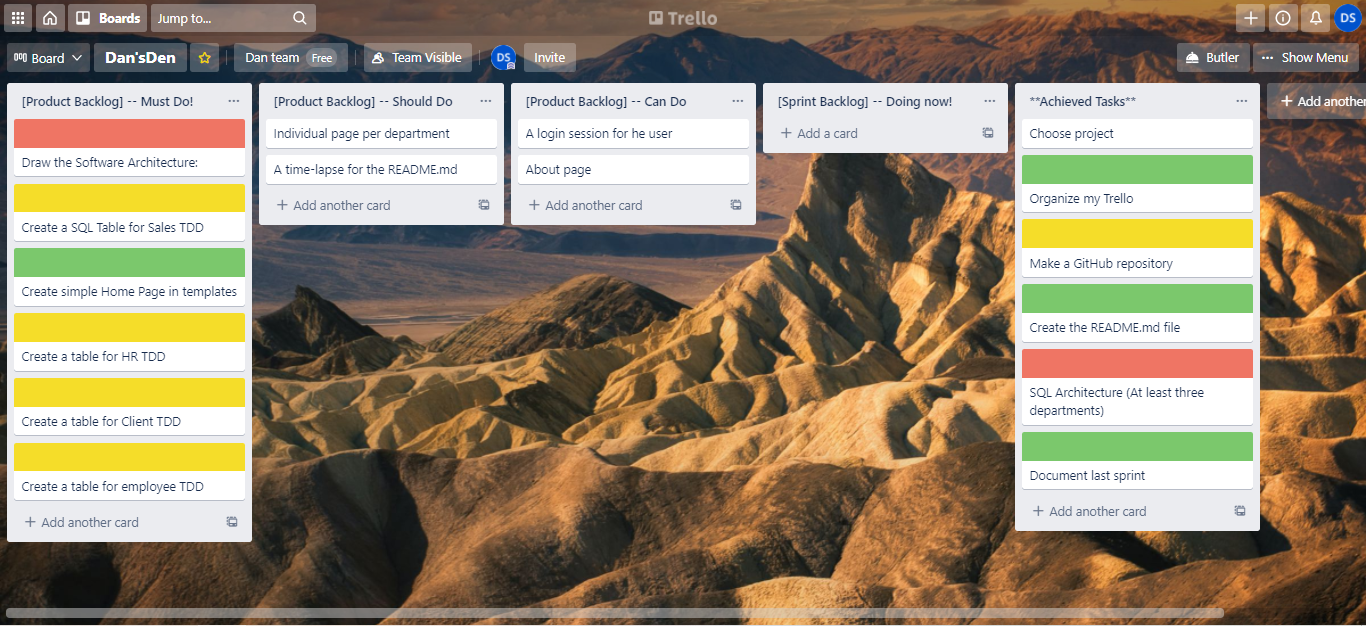 Boards
Jump to...
Trello
DS
Board
Dan'sDen
Dan team Free
Team Visible
DS
Invite
Butler
... Show Menu
[Product Backlog] -- Must Do!
Draw the Software Architecture:
Create a SQL Table for Sales TDD
Create simple Home Page in templates
Create a table for HR TDD
Create a table for Client TDD
Create a table for employee TDD
+ Add another card
[Product Backlog] -- Should Do
Individual page per department
A time-lapse for the README.md
+ Add another card
[Product Backlog] -- Can Do
A login session for he user
About page
+ Add another card
[Sprint Backlog] -- Doing now!
+ Add a card
**Achieved Tasks**
Choose project
Organize my Trello
Make a GitHub repository
Create the README.md file
SQL Architecture (At least three
departments)
Document last sprint
+ Add another card
+ Add another